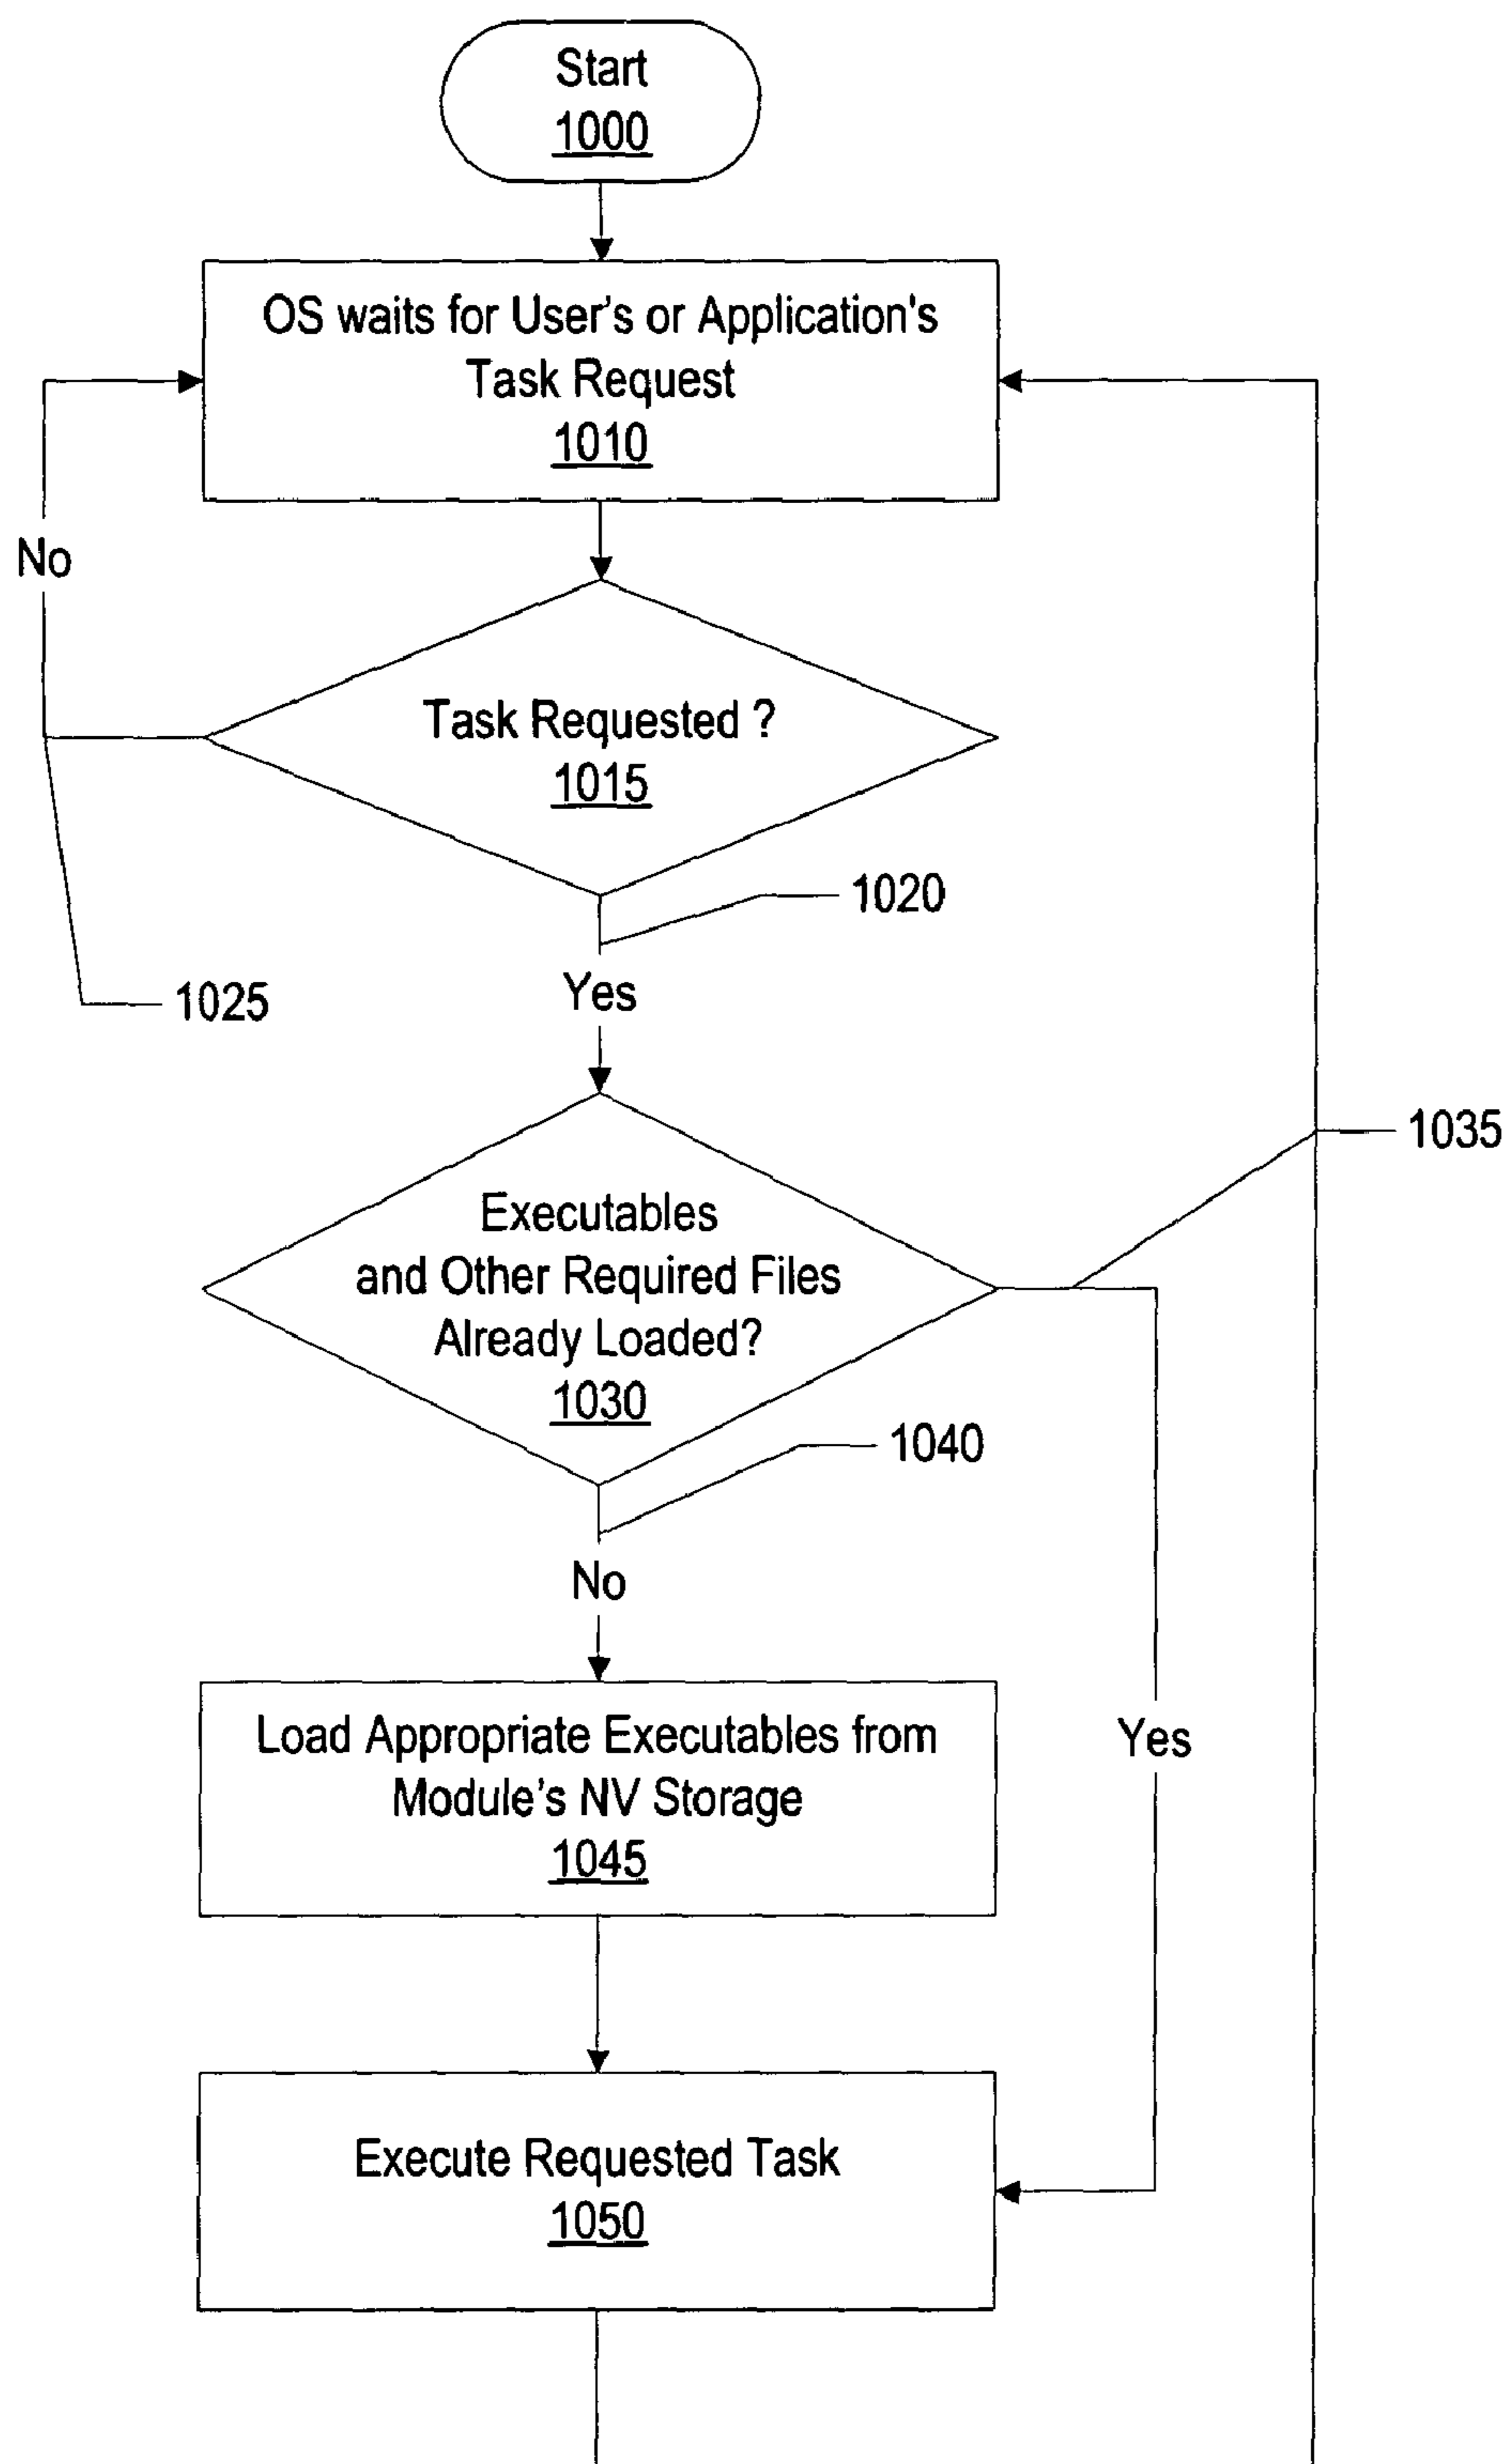 Start
1000
OS waits for User's or Application's
Task Request
1010
No
Task Requested ?
1015
1020
Yes
1025
1035
Executables
and Other Required Files
Already Loaded?
1030
1040
No
Load Appropriate Executables from
Module's NV Storage
1045
Yes
Execute Requested Task
1050